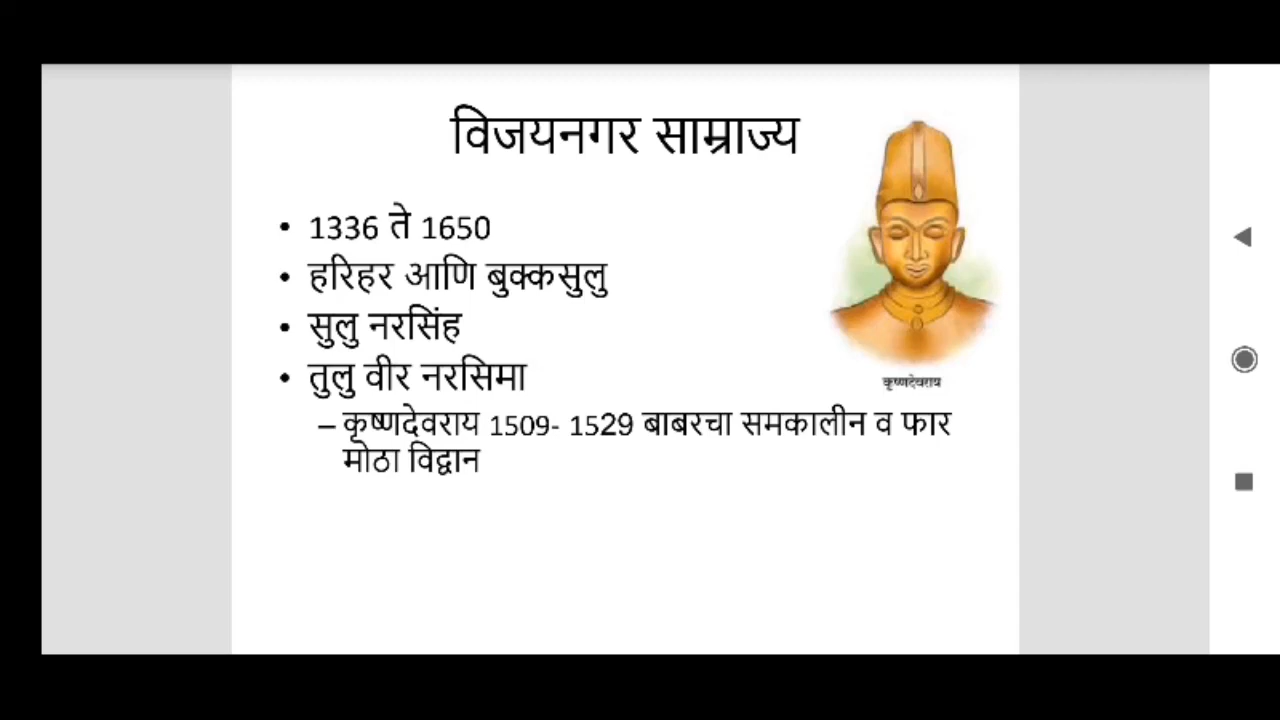 विजयनगर साम्राज्य
• 1336 ते 1650
• हरिहर आणि बुक्कसुलु
• सुलु नरसिंह
• तुलु वीर नरसिमा
– कृष्णदेवराय 1509- 1529 बाबरचा समकालीन व फार
मोठा विद्वान
कृष्णदेवराय